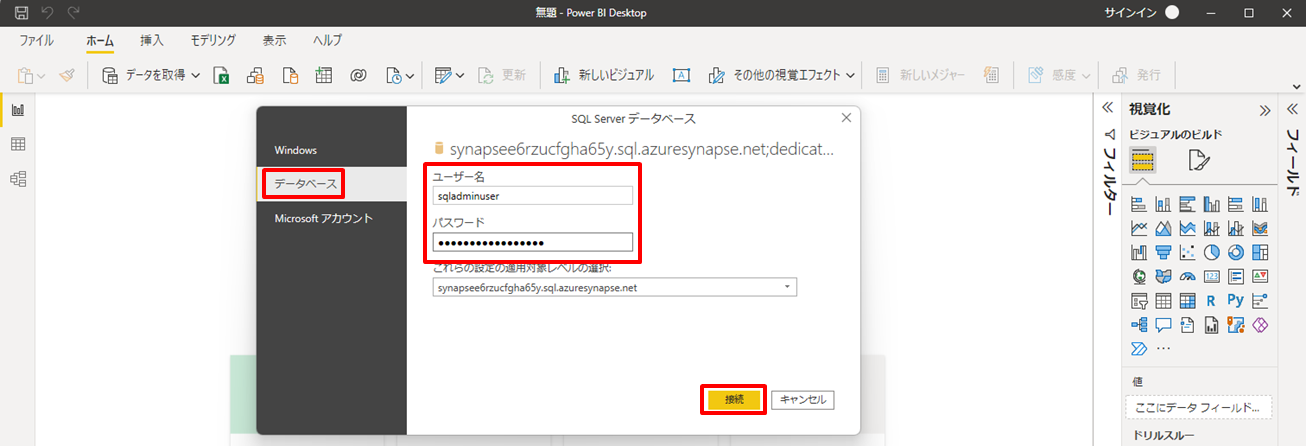 無題 - Power BI Desktop
サインイン
ファイル
ホーム
挿入
モデリング
表示
ヘルプ
データを取得
更新
新しいビジュアル
その他の視覚エフェクト
新しいメジャー
感度
発行
SQL Server データベース
Windows
データベース
Microsoft アカウント
synapsee6rzucfgha65y.sql.azuresynapse.net;dedicat...
ユーザー名
sqladminuser
パスワード
これらの設定の適用対象レベルの選択:
synapsee6rzucfgha65y.sql.azuresynapse.net
接続
キャンセル
フィルター
視覚化
ビジュアルのビルド
123
R
Py
値
ここにデータ フィールド...
ドリルスルー
フィールド